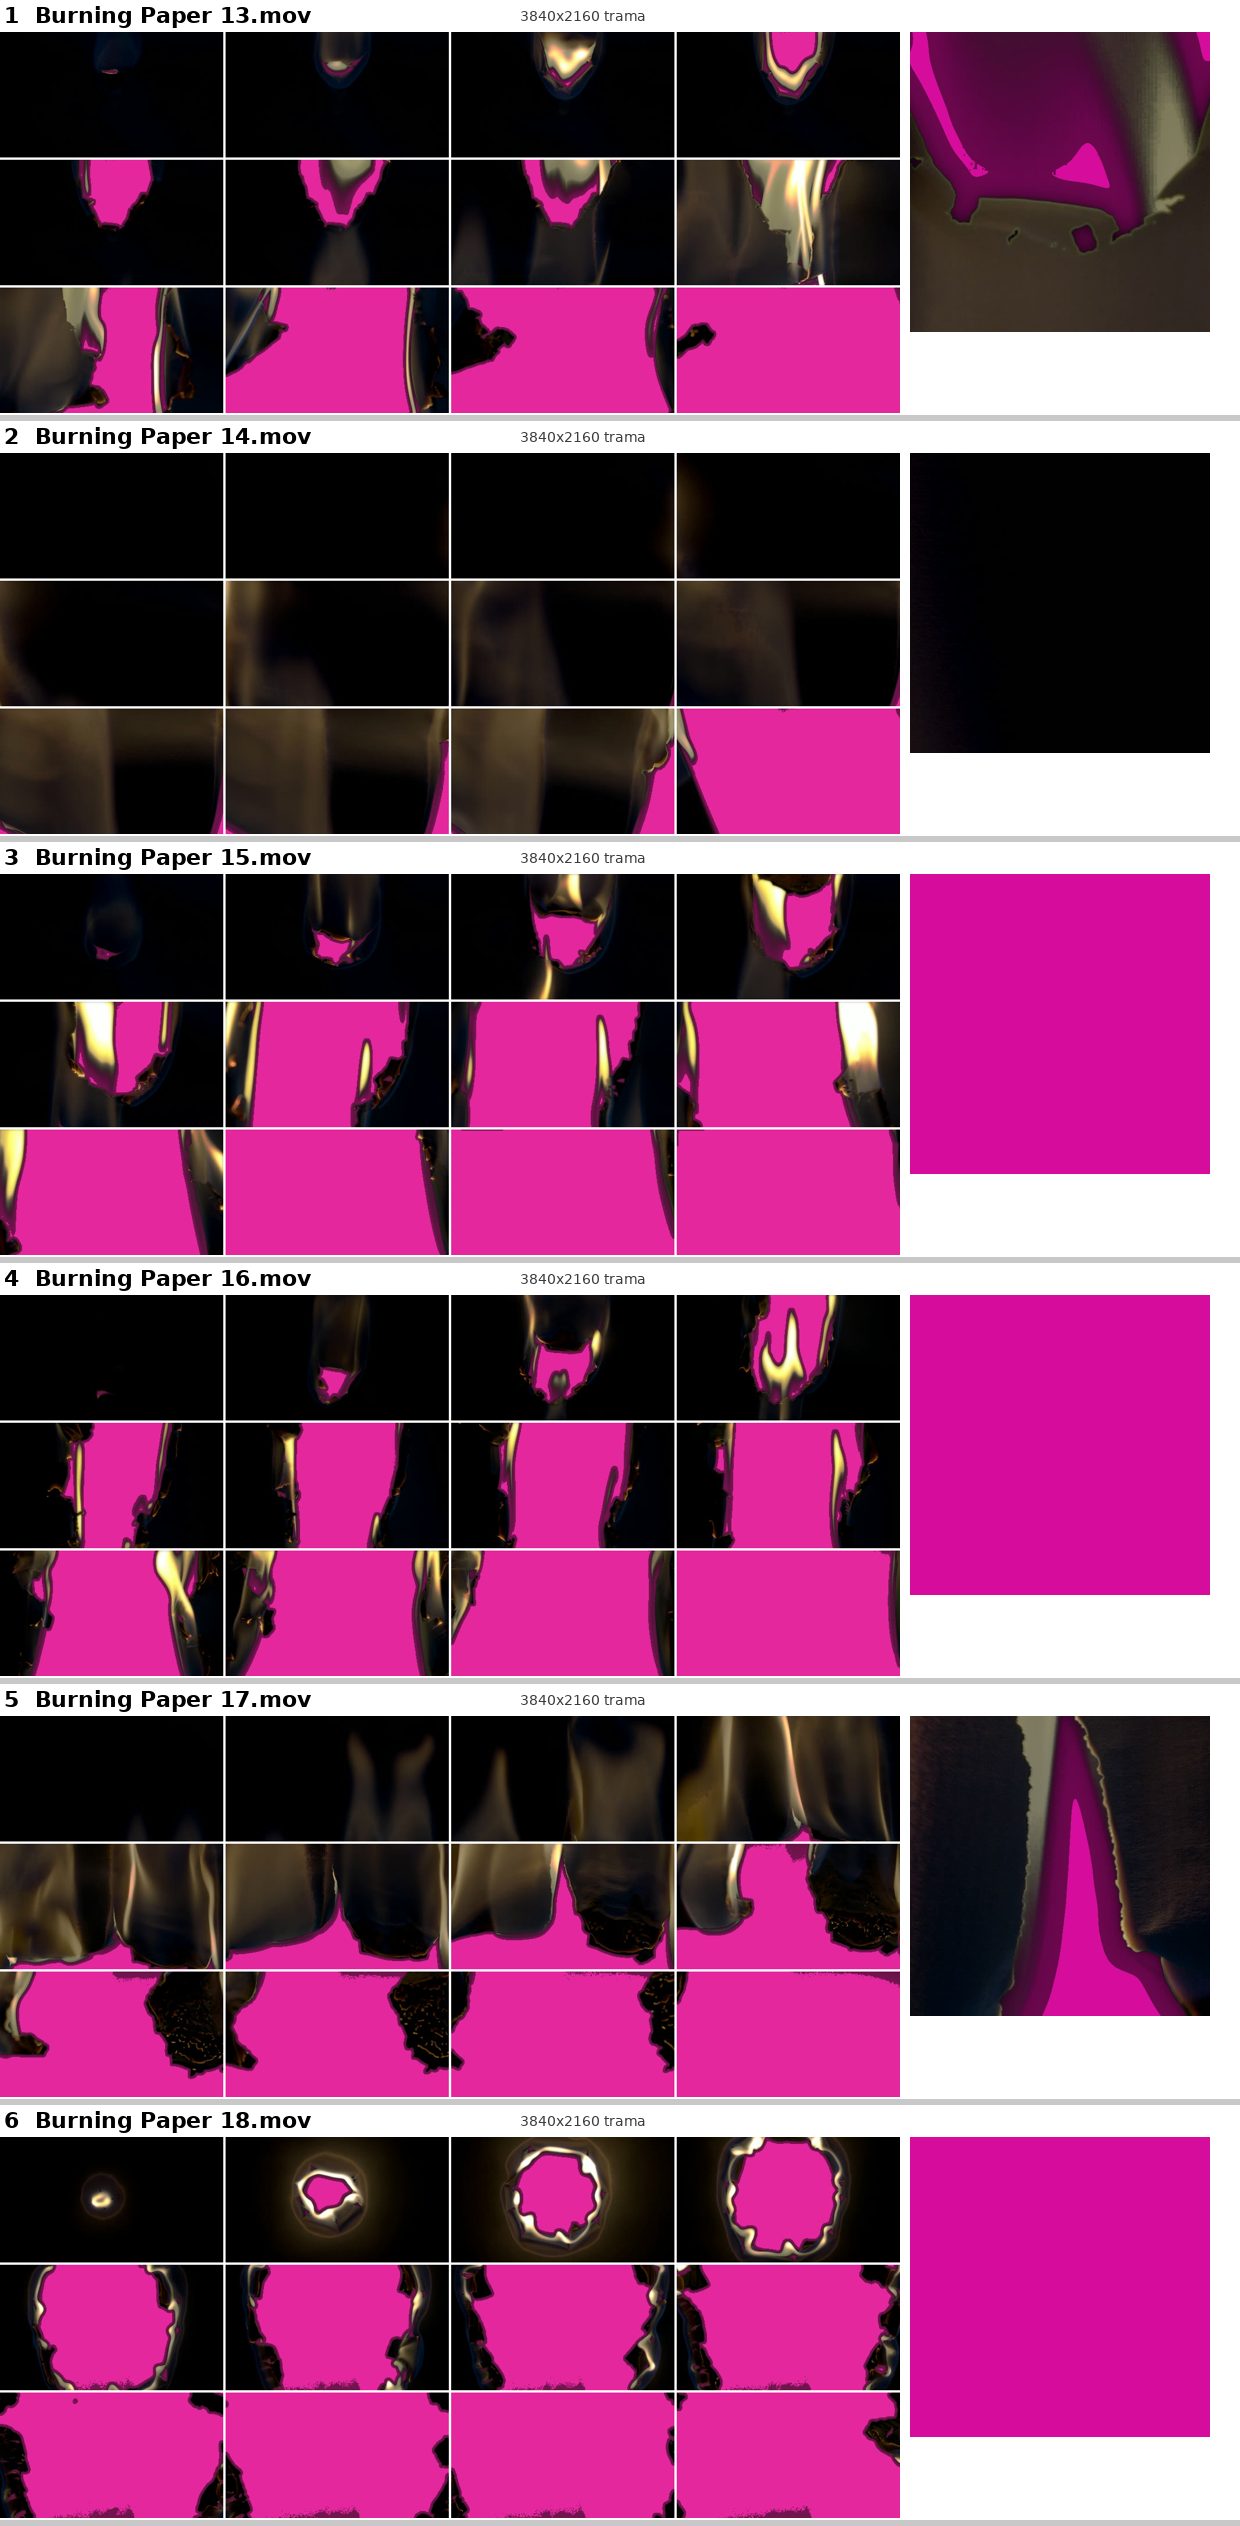 1 Burning Paper 13.mov 3840x2160 trama
2 Burning Paper 14.mov 3840x2160 trama
3 Burning Paper 15.mov 3840x2160 trama
4 Burning Paper 16.mov 3840x2160 trama
5 Burning Paper 17.mov 3840x2160 trama
6 Burning Paper 18.mov 3840x2160 trama